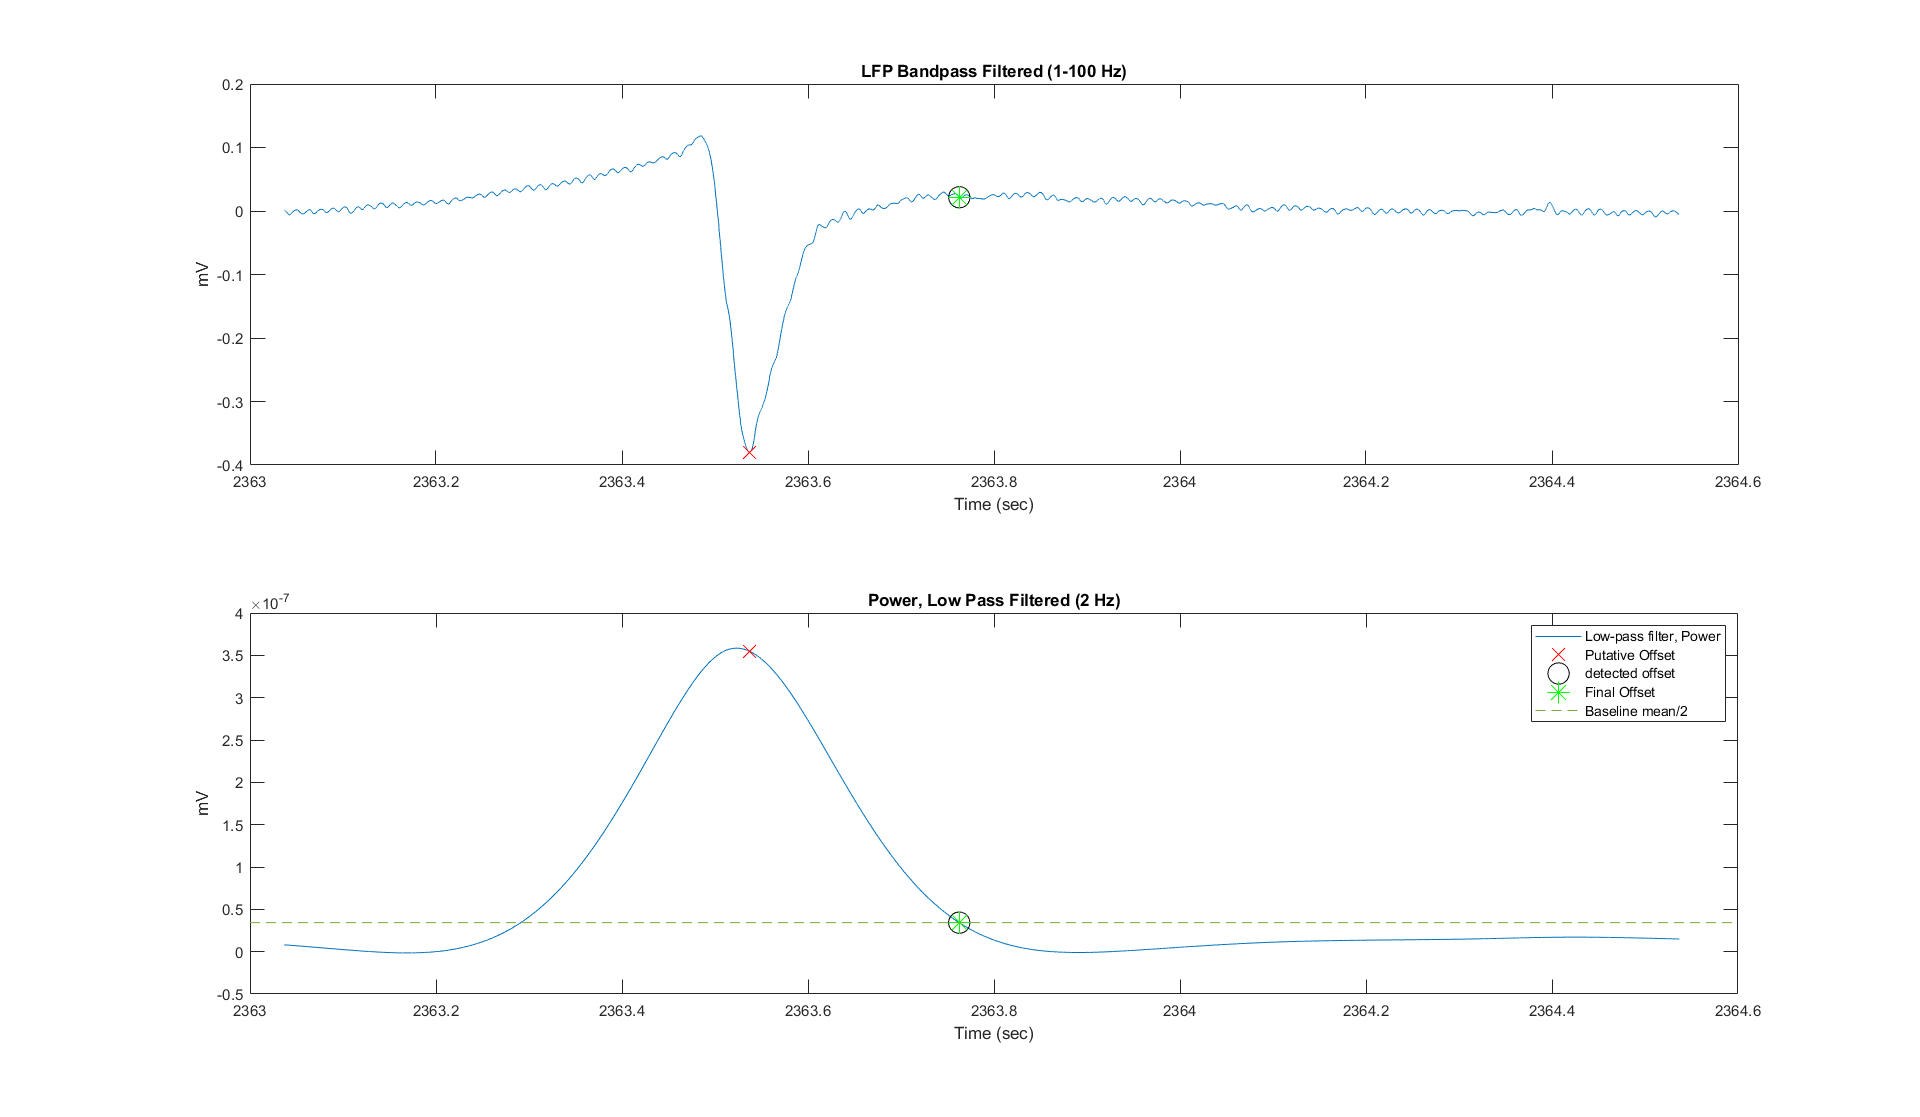 LFP Bandpass Filtered (1-100 Hz)
0.2
0.1
0
-0.1
-0.2
-0.3
-0.4
mV
2363 2363.2 2363.4 2363.6 2363.8 2364 2364.2 2364.4 2364.6
Time (sec)
Power, Low Pass Filtered (2 Hz)
×10-7
4
3.5
3
2.5
2
1.5
1
0.5
0
-0.5
mV
Low-pass filter, Power
Putative Offset
detected offset
Final Offset
Baseline mean/2
2363 2363.2 2363.4 2363.6 2363.8 2364 2364.2 2364.4 2364.6
Time (sec)